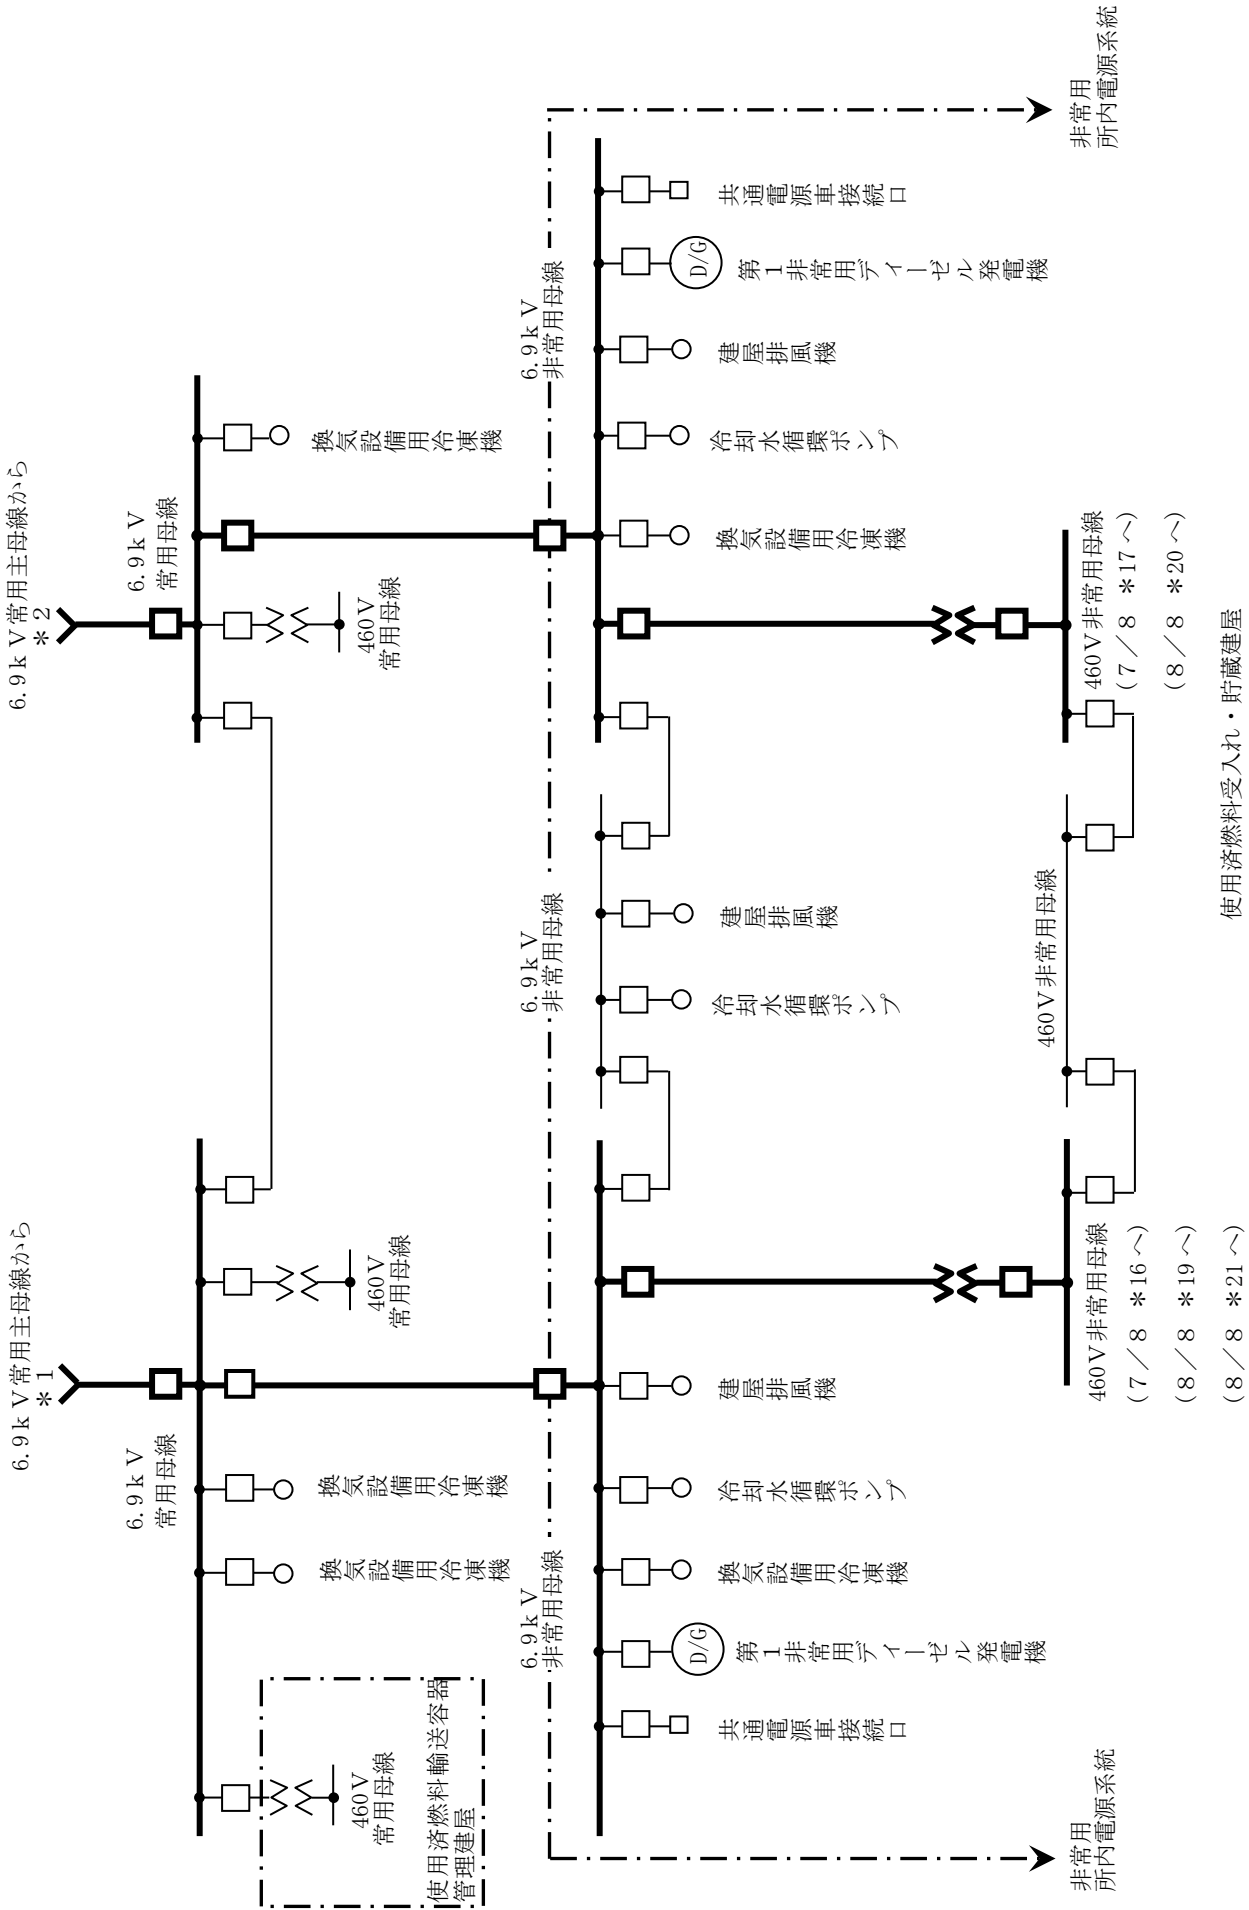 6.9kV常用主母線から
＊1
6.9kV常用主母線から
＊2
6.9kV
常用母線
6.9kV
常用母線
換気設備用冷凍機
換気設備用冷凍機
460V
常用母線
460V
常用母線
換気設備用冷凍機
460V
常用母線
使用済燃料輸送容器
管理建屋
6.9kV
非常用母線
6.9kV
非常用母線
6.9kV
非常用母線
共通電源車接続口
D/G
第1非常用ディーゼル発電機
換気設備用冷凍機
冷却水循環ポンプ
建屋排風機
冷却水循環ポンプ
建屋排風機
換気設備用冷凍機
冷却水循環ポンプ
建屋排風機
D/G
第1非常用ディーゼル発電機
共通電源車接続口
460V非常用母線
460V非常用母線
（7／8 ＊16へ）
（8／8 ＊19へ）
（8／8 ＊21へ）
460V非常用母線
（7／8 ＊17へ）
（8／8 ＊20へ）
非常用
所内電源系統
非常用
所内電源系統
使用済燃料受入れ・貯蔵建屋